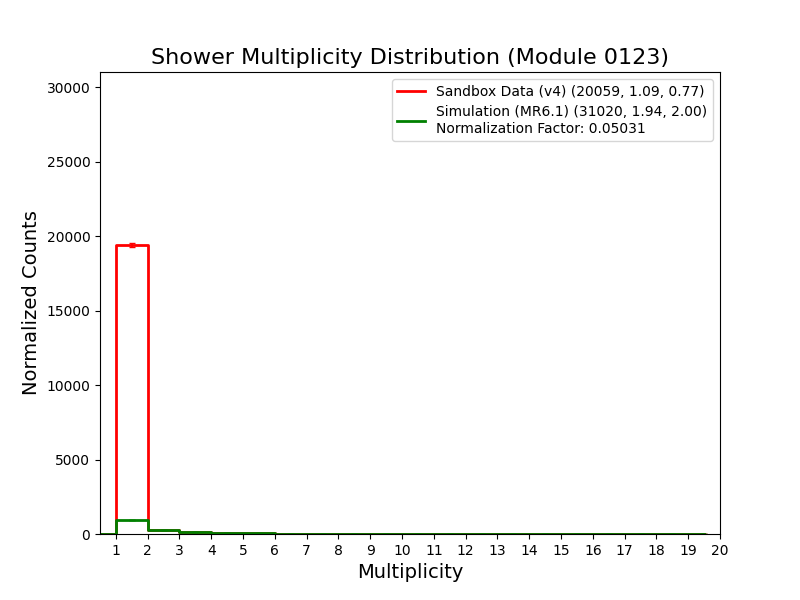 Shower Multiplicity Distribution (Module 0123)
Sandbox Data (v4) (20059, 1.09, 0.77)
Simulation (MR6.1) (31020, 1.94, 2.00)
Normalization Factor: 0.05031
Normalized Counts
30000
25000
20000
15000
10000
5000
0
1 2 3 4 5 6 7 8 9 10 11 12 13 14 15 16 17 18 19 20
Multiplicity